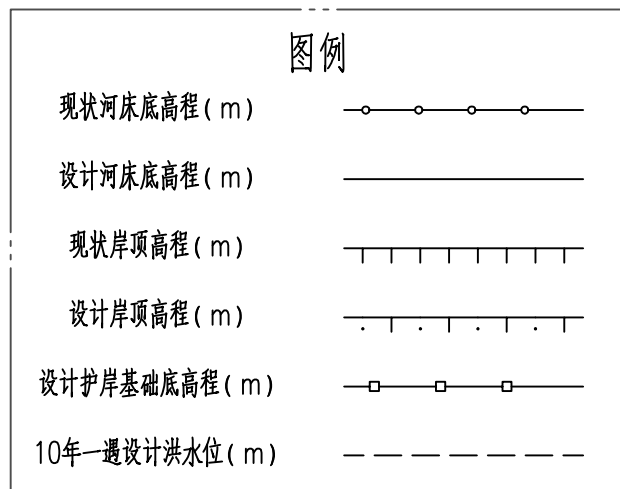 图例
现状河床底高程(m)
设计河床底高程(m)
现状岸顶高程(m)
设计岸顶高程(m)
设计护岸基础底高程(m)
10年一遇设计洪水位(m)